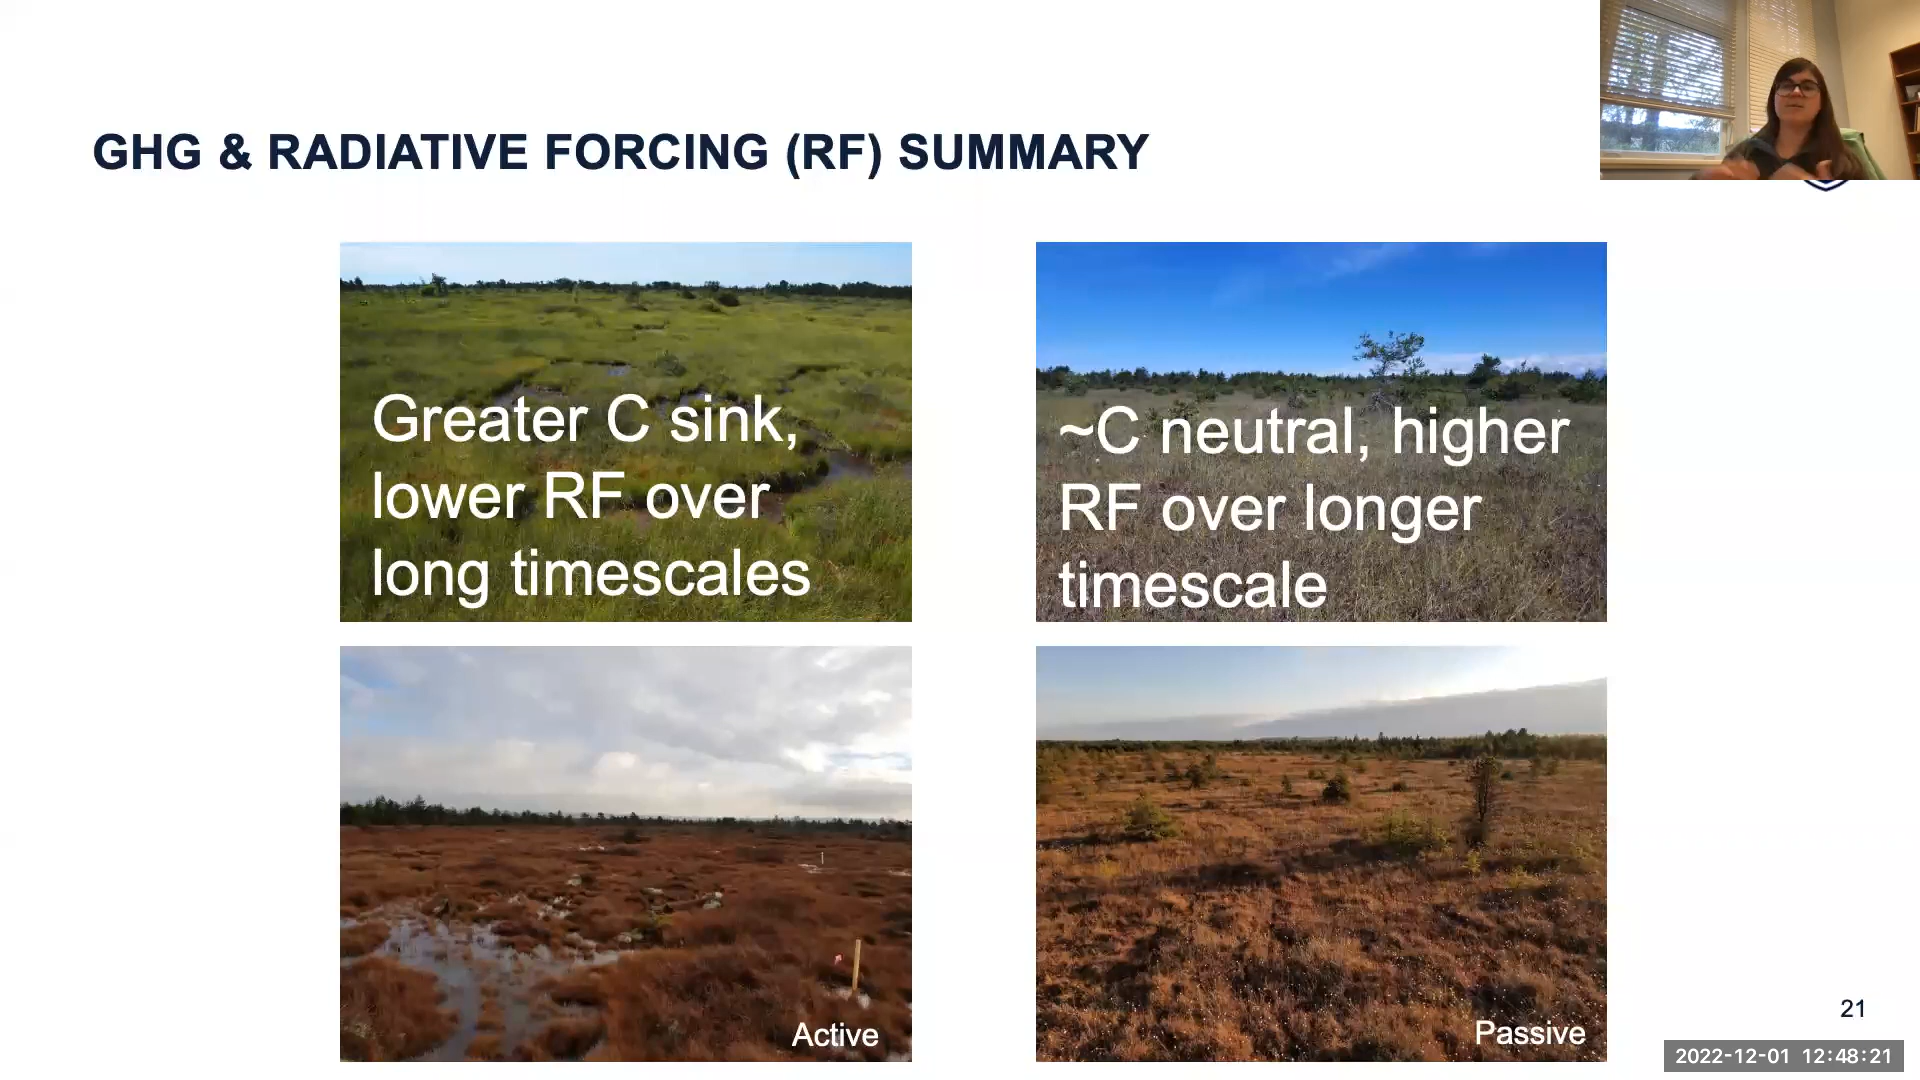 GHG & RADIATIVE FORCING (RF) SUMMARY
Greater C sink,
lower RF over
long timescales
~C neutral, higher
RF over longer
timescale
Active
Passive
21
2022-12-01 12:48:21